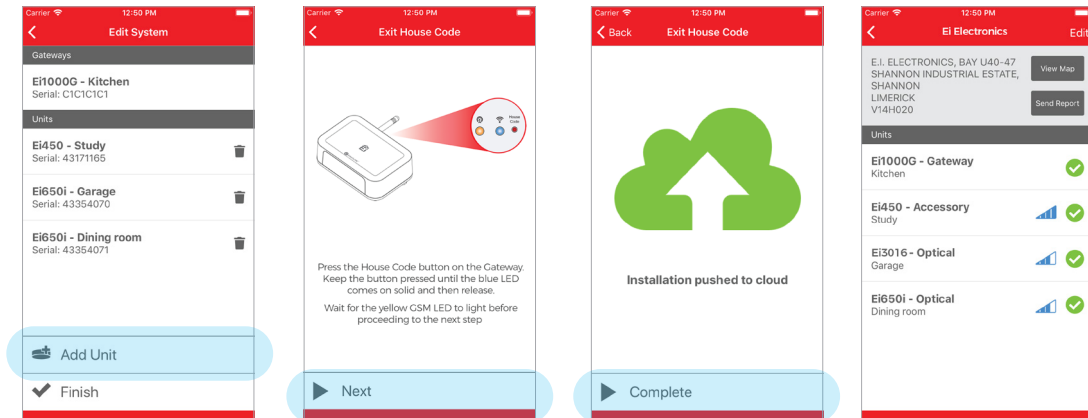 Carrier 12:50 PM
Edit System
Gateways
Ei1000G - Kitchen
Serial: C1C1C1C1
Units
Ei450 - Study
Serial: 43171165
Ei650i - Garage
Serial: 43354070
Ei650i - Dining room
Serial: 43354071
Add Unit
Finish
Carrier 12:50 PM
Exit House Code
House
Code
Press the House Code button on the Gateway.
Keep the button pressed until the blue LED
comes on solid and then release.
Wait for the yellow GSM LED to light before
proceeding to the next step
Next
Carrier 12:50 PM
Back Exit House Code
Installation pushed to cloud
Complete
Carrier 12:50 PM
Ei Electronics Edit
E.I. ELECTRONICS, BAY U40-47
SHANNON INDUSTRIAL ESTATE,
SHANNON
LIMERICK
V14H020
View Map
Send Report
Units
Ei1000G - Gateway
Kitchen
Ei450 - Accessory
Study
Ei3016 - Optical
Garage
Ei650i - Optical
Dining room